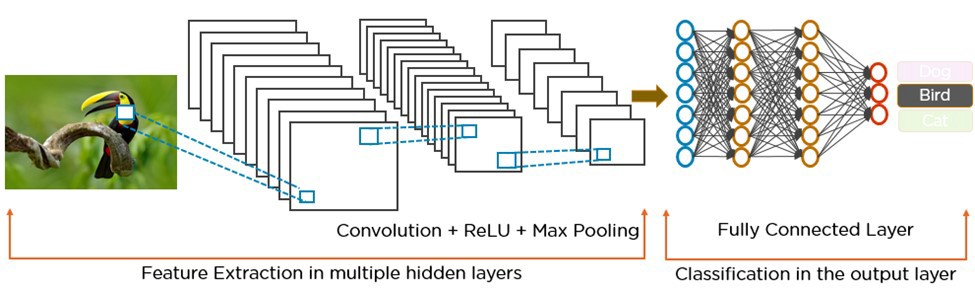 Dog
Bird
Cat
Convolution + ReLU + Max Pooling
Fully Connected Layer
Feature Extraction in multiple hidden layers
Classification in the output layer